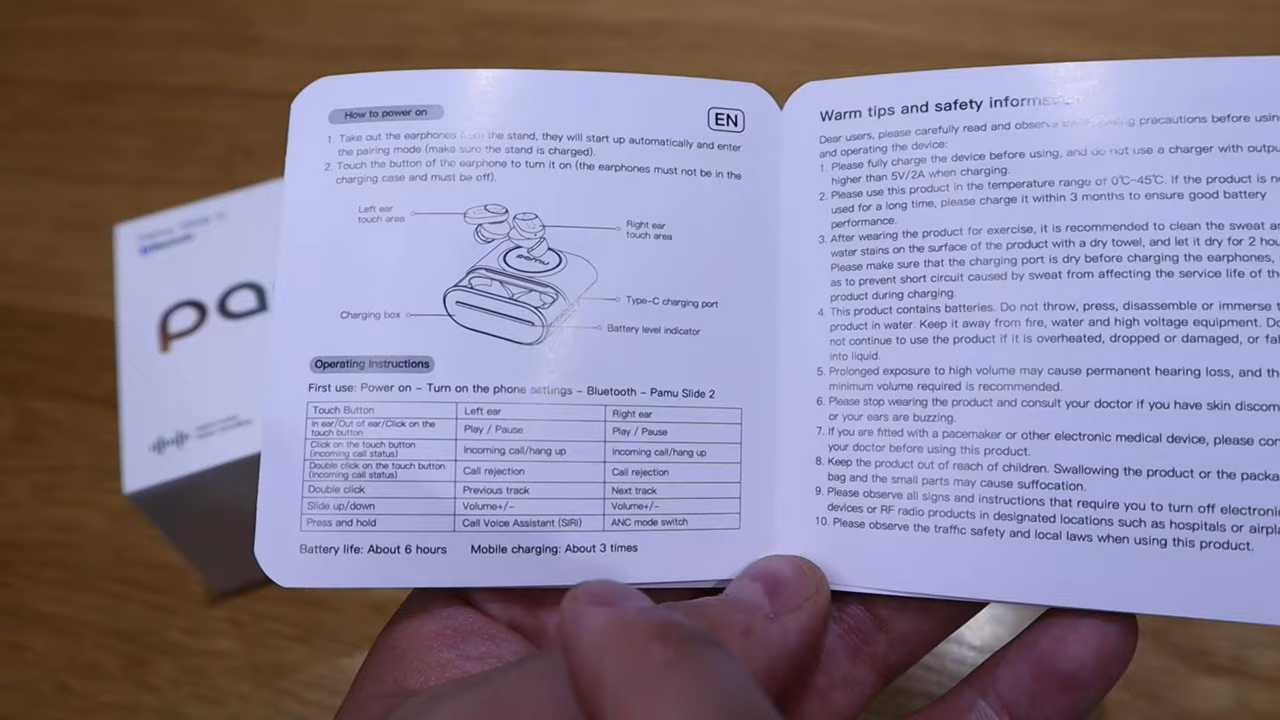 How to power on
EN
1. Take out the earphones the stand, they will start up automatically and enter
the pairing mode (make sure the stand is charged).
2. Touch the button of the earphone to turn it on (the earphones must not be in the
charging case and must be off).
Left ear
touch area
Right ear
touch area
pamu
Type-C charging port
Charging box
Battery level indicator
Operating Instructions
First use: Power on – Turn on the phone settings – Bluetooth – Pamu Slide 2
Touch Button Left ear Right ear
In ear/Out of ear/Click on the
touch button) Play / Pause Play / Pause
Click on the touch button
(incoming call status) Incoming call/hang up Incoming call/hang up
Double click on the touch button
(incoming call status) Call rejection Call rejection
Double click Previous track Next track
Slide up/down Volume+/− Volume+/−
Press and hold Call Voice Assistant (SIRI) ANC mode switch
Battery life: About 6 hours Mobile charging: About 3 times
Warm tips and safety
Dear users, please carefully read and precautions before
and operating the device:
1. Please fully charge the device before using, and do not use a charger with
higher than 5V/2A when charging.
2. Please use this product in the temperature range of 0℃~45℃. If the product is
used for a long time, please charge it within 3 months to ensure good battery
performance.
3. After wearing the product for exercise, it is recommended to clean the sweat
water stains on the surface of the product with a dry towel, and let it dry for 2
Please make sure that the charging port is dry before charging the earphones,
as to prevent short circuit caused by sweat from affecting the service life of
product during charging.
4. This product contains batteries. Do not throw, press, disassemble or immerse
product in water. Keep it away from fire, water and high voltage equipment. Do
not continue to use the product if it is overheated, dropped or damaged, or
into liquid.
5. Prolonged exposure to high volume may cause permanent hearing loss, and
minimum volume required is recommended.
6. Please stop wearing the product and consult your doctor if you have skin
or your ears are buzzing.
7. If you are fitted with a pacemaker or other electronic medical device, please
your doctor before using this product.
8. Keep the product out of reach of children. Swallowing the product or the
bag and the small parts may cause suffocation.
9. Please observe all signs and instructions that require you to turn off
devices or RF radio products in designated locations such as hospitals or
10. Please observe the traffic safety and local laws when using this product.
pa